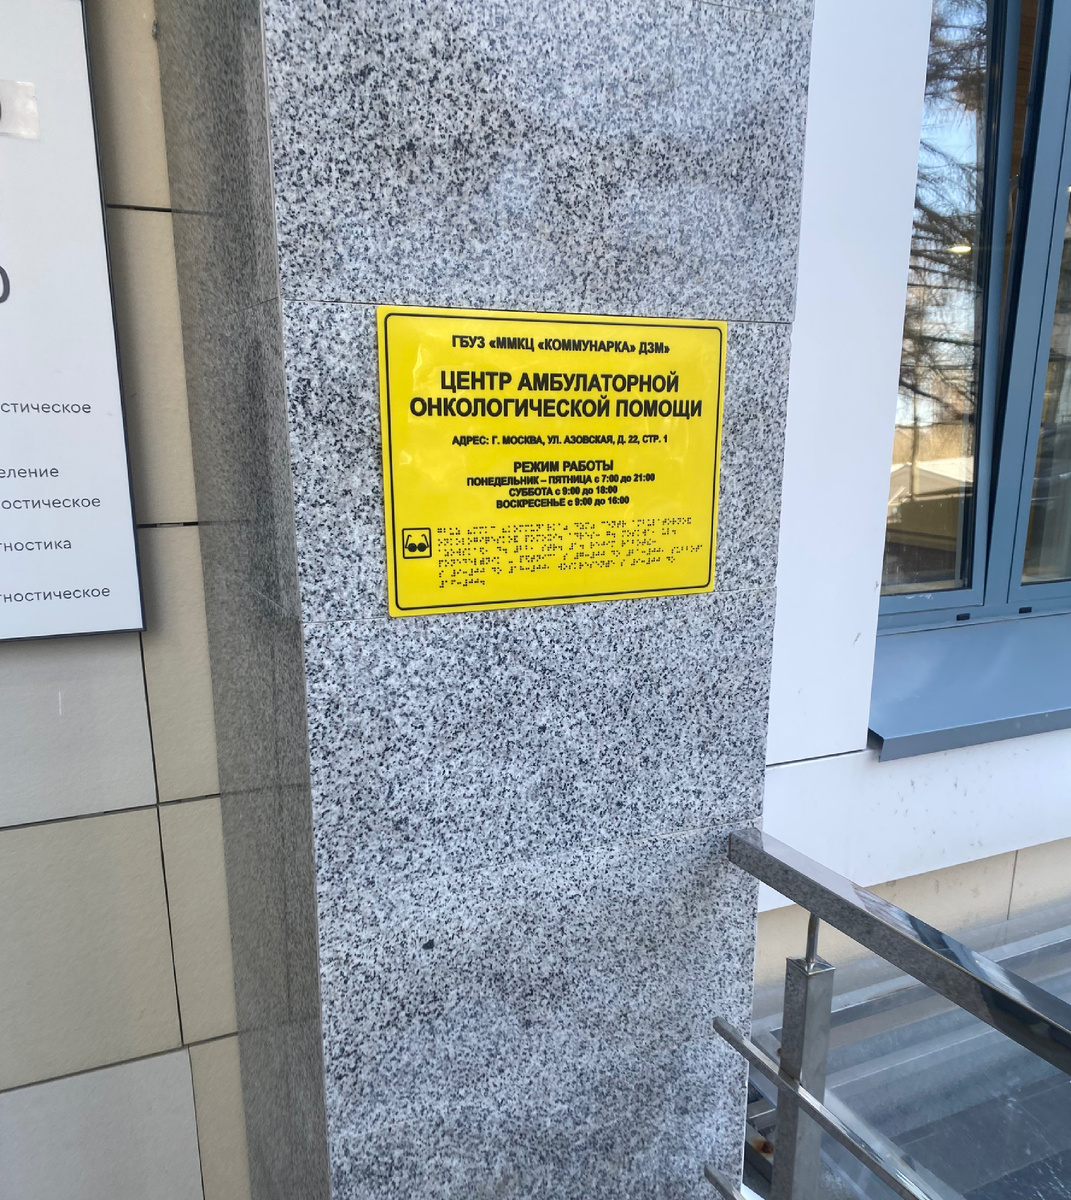 ГБУЗ «ММКЦ «КОММУНАРКА» ДЗМ»
ЦЕНТР АМБУЛАТОРНОЙ
ОНКОЛОГИЧЕСКОЙ ПОМОЩИ
АДРЕС: Г. МОСКВА, УЛ. АЗОВСКАЯ, Д. 22, СТР. 1
РЕЖИМ РАБОТЫ
ПОНЕДЕЛЬНИК – ПЯТНИЦА с 7:00 до 21:00
СУББОТА с 9:00 до 18:00
ВОСКРЕСЕНЬЕ с 9:00 до 16:00
стическое
еление
остическое
гностика
гностическое